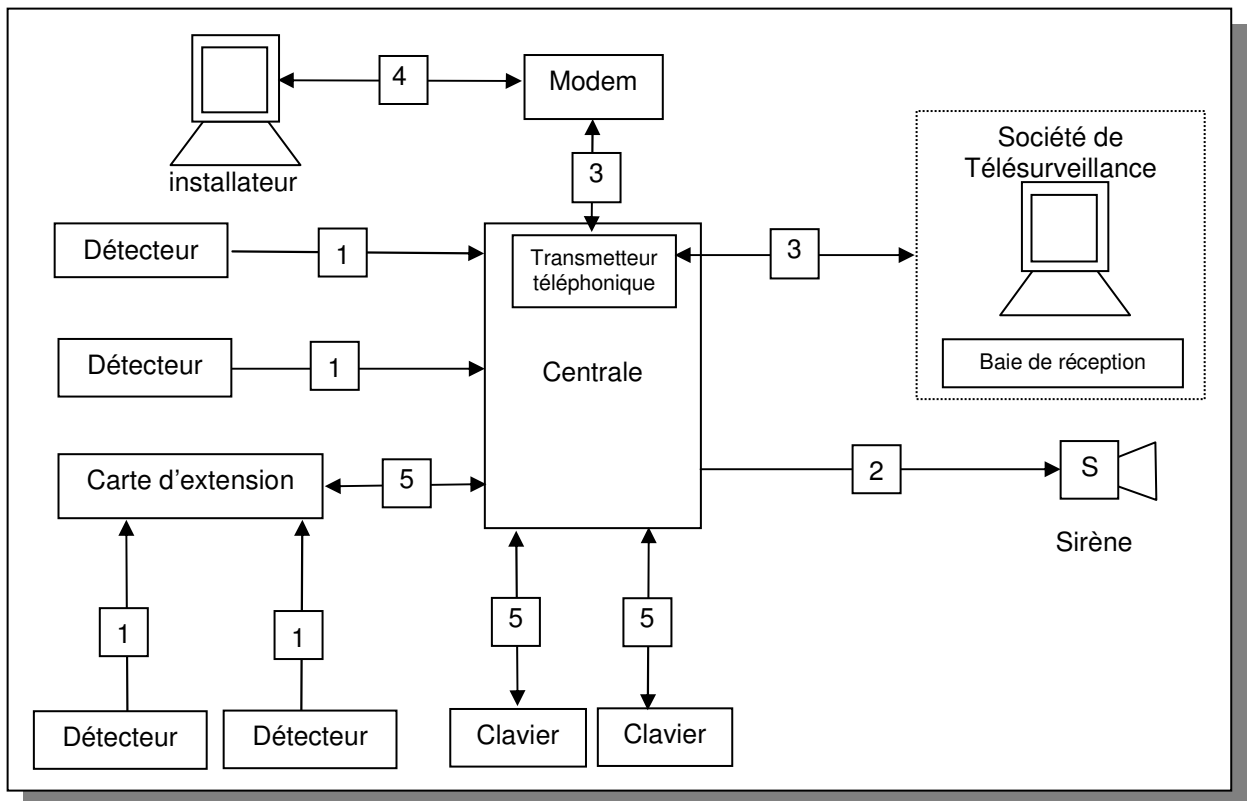 4
Modem
Société de
Télésurveillance
installateur
3
Détecteur
1
Transmetteur
téléphonique
3
Détecteur
1
Centrale
Baie de réception
Carte d'extension
5
2
S
Sirène
1
1
5
5
Détecteur
Détecteur
Clavier
Clavier